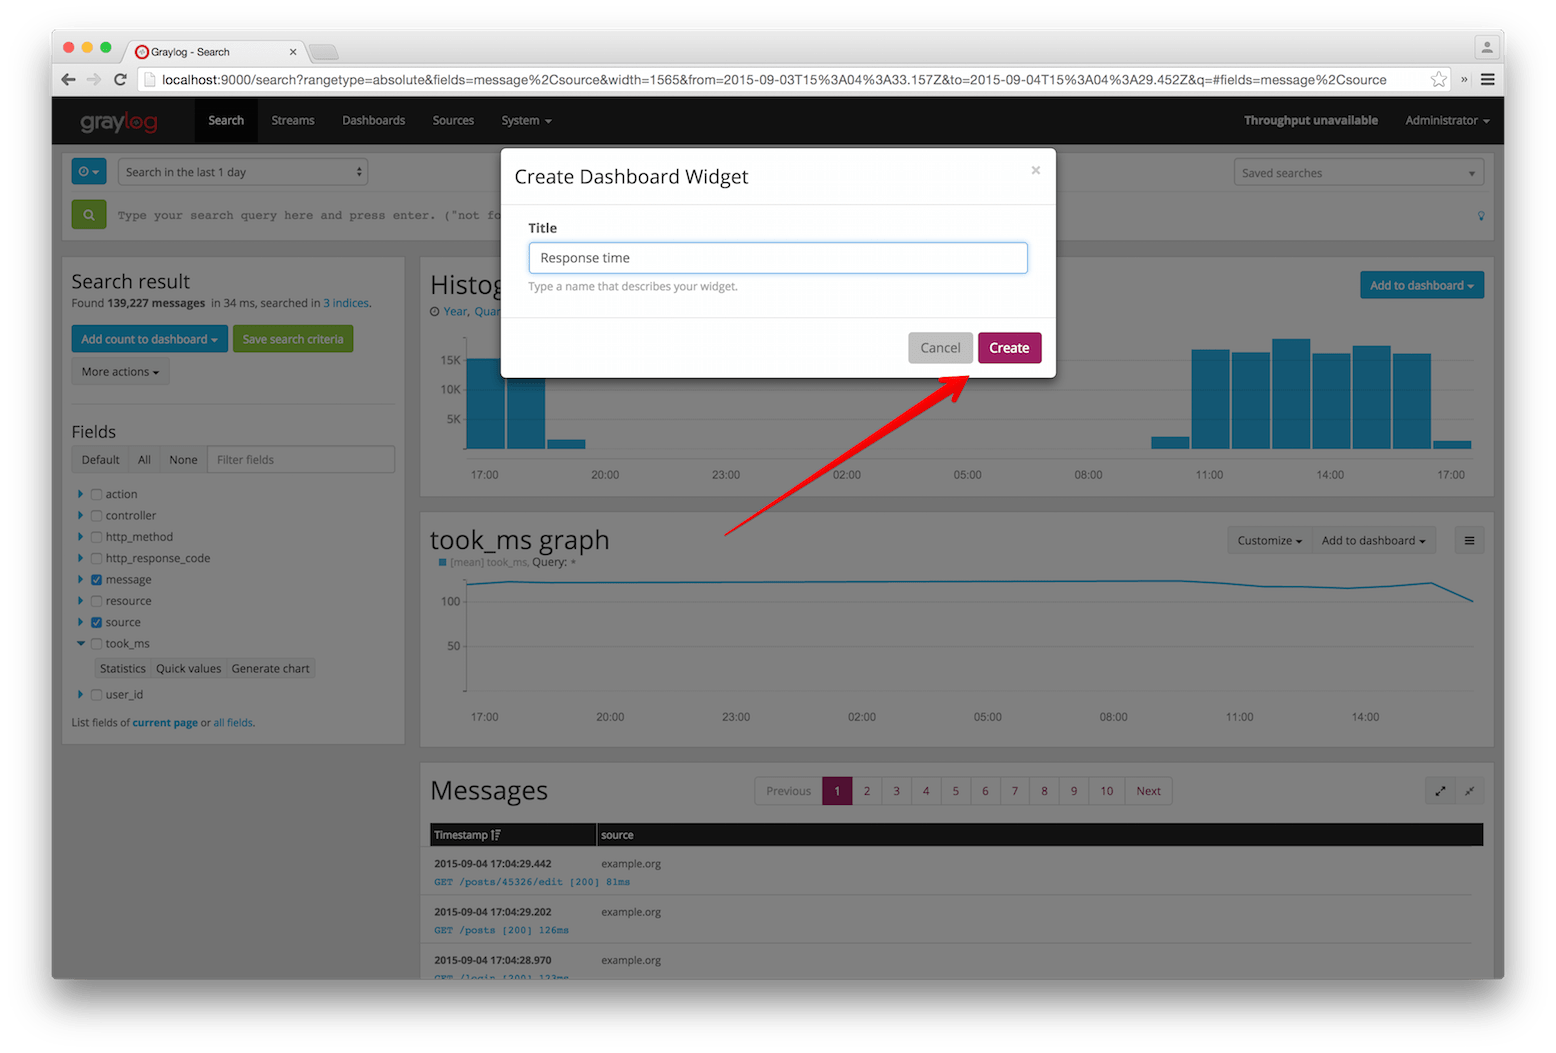 Graylog - Search
localhost:9000/search?rangetype=absolute&fields=message%2Csource&width=1565&from=2015-09-03T15%3A04%3A33.157Z&to=2015-09-04T15%3A04%3A29.452Z&q=#fields=message%2Csource
graylog Search Streams Dashboards Sources System Throughput unavailable Administrator
Search in the last 1 day
Saved searches
Type your search query here and press enter. ("not
Create Dashboard Widget
Title
Response time
Type a name that describes your widget.
Cancel Create
Search result
Found 139,227 messages in 34 ms, searched in 3 indices.
Add count to dashboard Save search criteria
More actions
Fields
Default All None Filter fields
action
controller
http_method
http_response_code
message
resource
source
took_ms
Statistics Quick values Generate chart
user_id
List fields of current page or all fields.
Add to dashboard
Year,
15K
10K
5K
17:00 20:00 23:00 02:00 05:00 08:00 11:00 14:00 17:00
took_ms graph
Customize Add to dashboard
[mean] took_ms, Query: *
100
50
17:00 20:00 23:00 02:00 05:00 08:00 11:00 14:00
Messages
Previous 1 2 3 4 5 6 7 8 9 10 Next
Timestamp source
2015-09-04 17:04:29.442 example.org
GET /posts/45326/edit [200] 81ms
2015-09-04 17:04:29.202 example.org
GET /posts [200] 126ms
2015-09-04 17:04:28.970 example.org
GET /login [200] 123ms